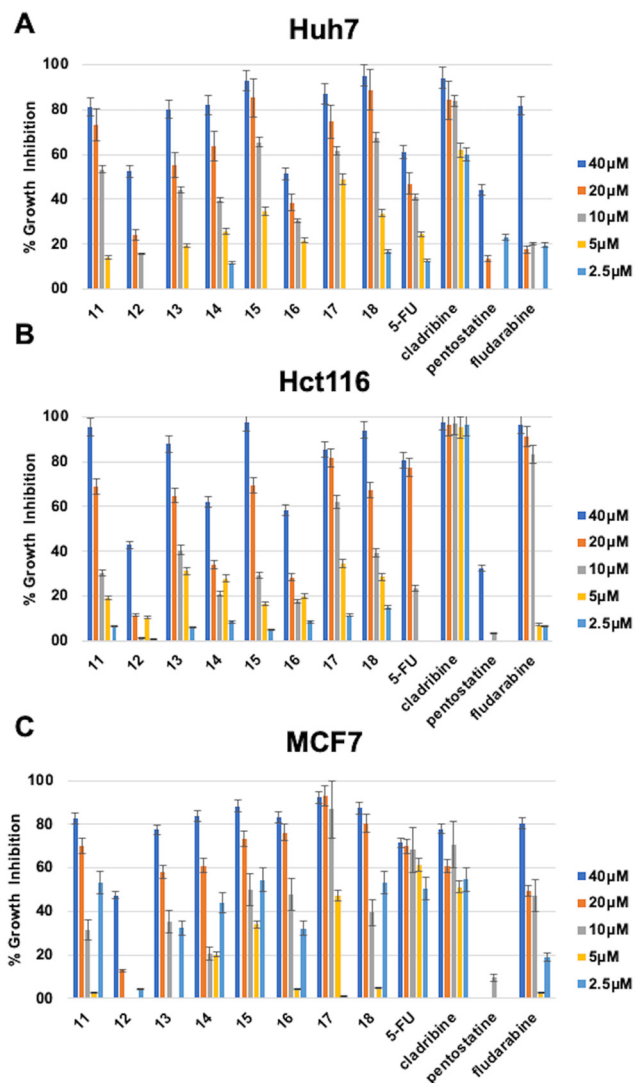 A
Huh7
% Growth Inhibition
100
80
60
40
20
00
11
12
13
14
15
16
17
18
5-FU
cladribine
pentostatine
fludarabine
40µM
20µM
10µM
5µM
2.5µM
B
Hct116
% Growth Inhibition
100
80
60
40
20
00
11
12
13
14
15
16
17
18
5-FU
cladribine
pentostatine
fludarabine
40µM
20µM
10µM
5µM
2.5µM
C
MCF7
% Growth Inhibition
100
80
60
40
20
00
11
12
13
14
15
16
17
18
5-FU
cladribine
pentostatine
fludarabine
40µM
20µM
10µM
5µM
2.5µM